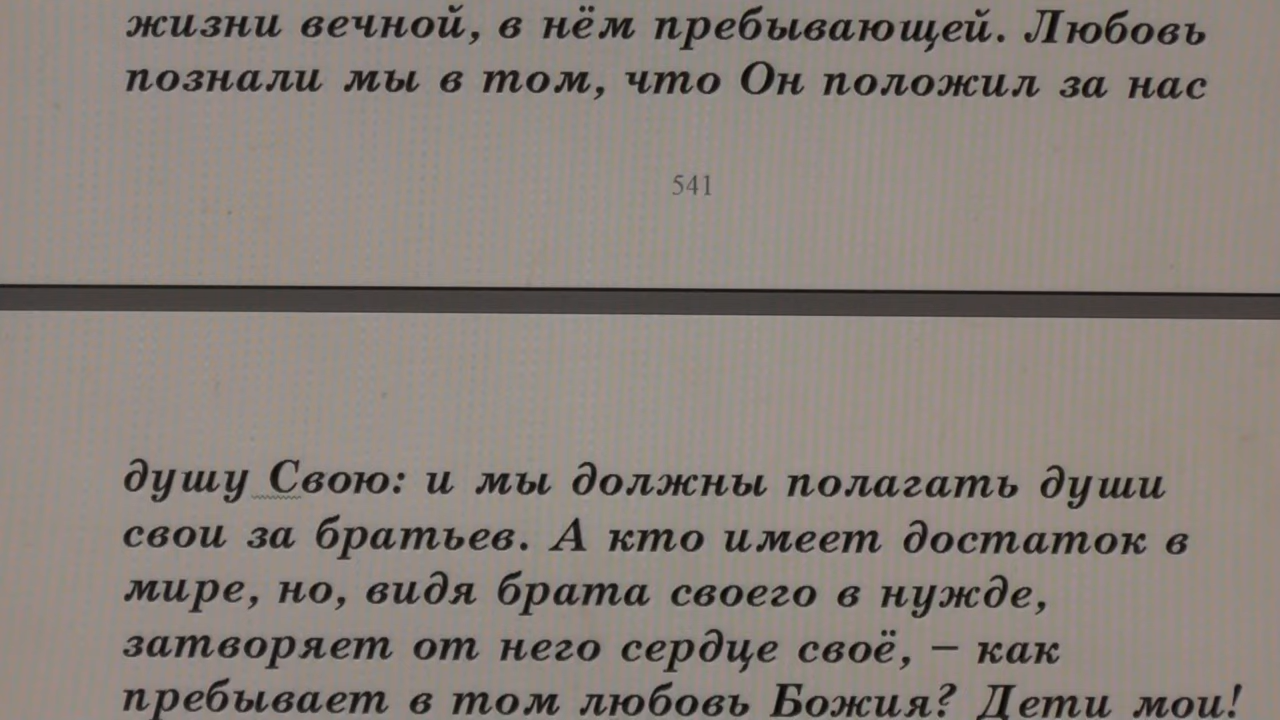 жизни вечной, в нём пребывающей. Любовь
познали мы в том, что Он положил за нас
541
душу Свою: и мы должны полагать души
свои за братьев. А кто имеет достаток в
мире, но, видя брата своего в нужде,
затворяет от него сердце своё, – как
пребывает в том любовь Божия? Дети мои!